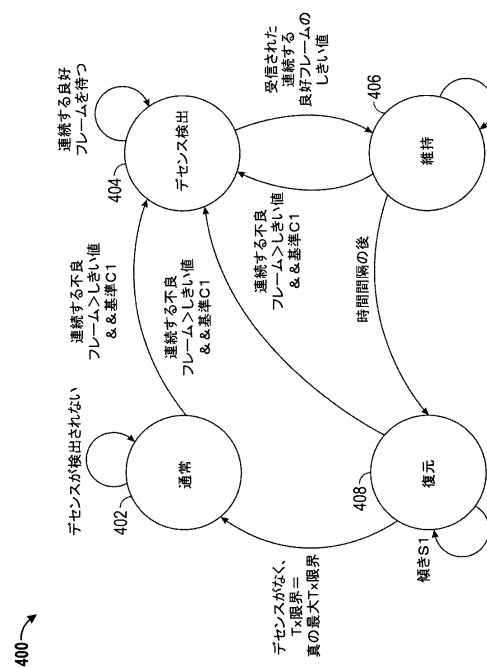 400
デセンスが検出されない
402
通常
連続する不良
フレーム>しきい値
&&基準C1
連続する良好
フレームを待つ
404
デセンス検出
連続する不良
フレーム>しきい値
&&基準C1
受信された
連続する
良好フレームの
しきい値
連続する不良
フレーム>しきい値
&&基準C1
406
維持
時間間隔の後
408
復元
傾きS1
デセンスがなく、
Tx限界=
真の最大Tx限界